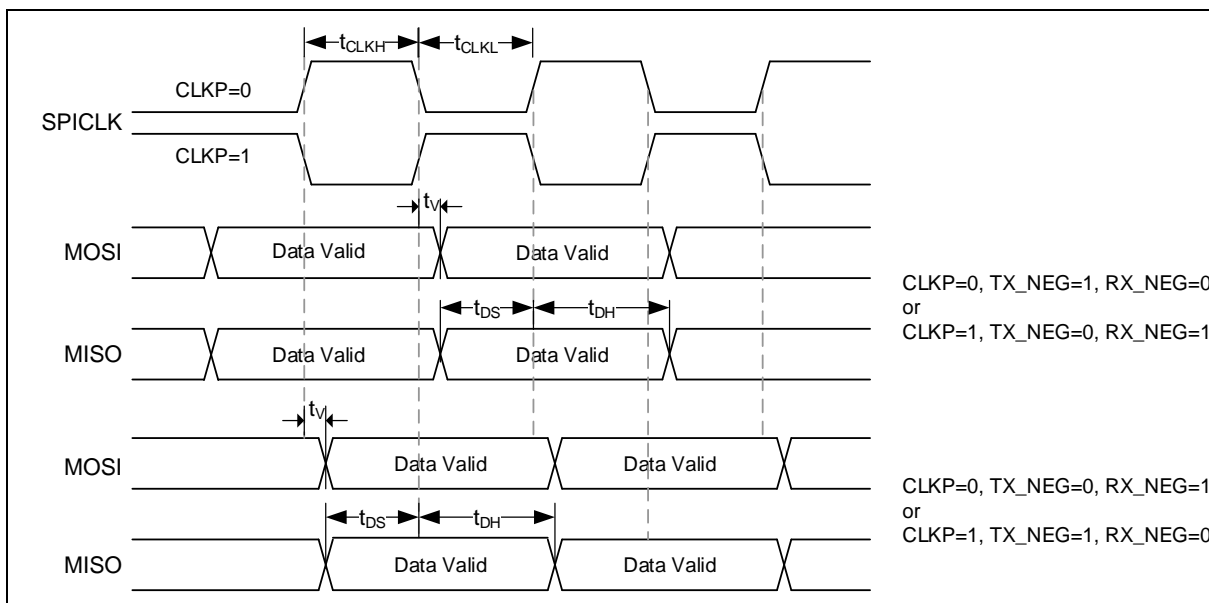 tCLKH tCLKL
CLKP=0
SPICLK
CLKP=1
tV
MOSI Data Valid Data Valid
CLKP=0, TX_NEG=1, RX_NEG=0
or
CLKP=1, TX_NEG=0, RX_NEG=1
tDS tDH
MISO Data Valid Data Valid
tV
MOSI Data Valid Data Valid
CLKP=0, TX_NEG=0, RX_NEG=1
or
CLKP=1, TX_NEG=1, RX_NEG=0
tDS tDH
MISO Data Valid Data Valid